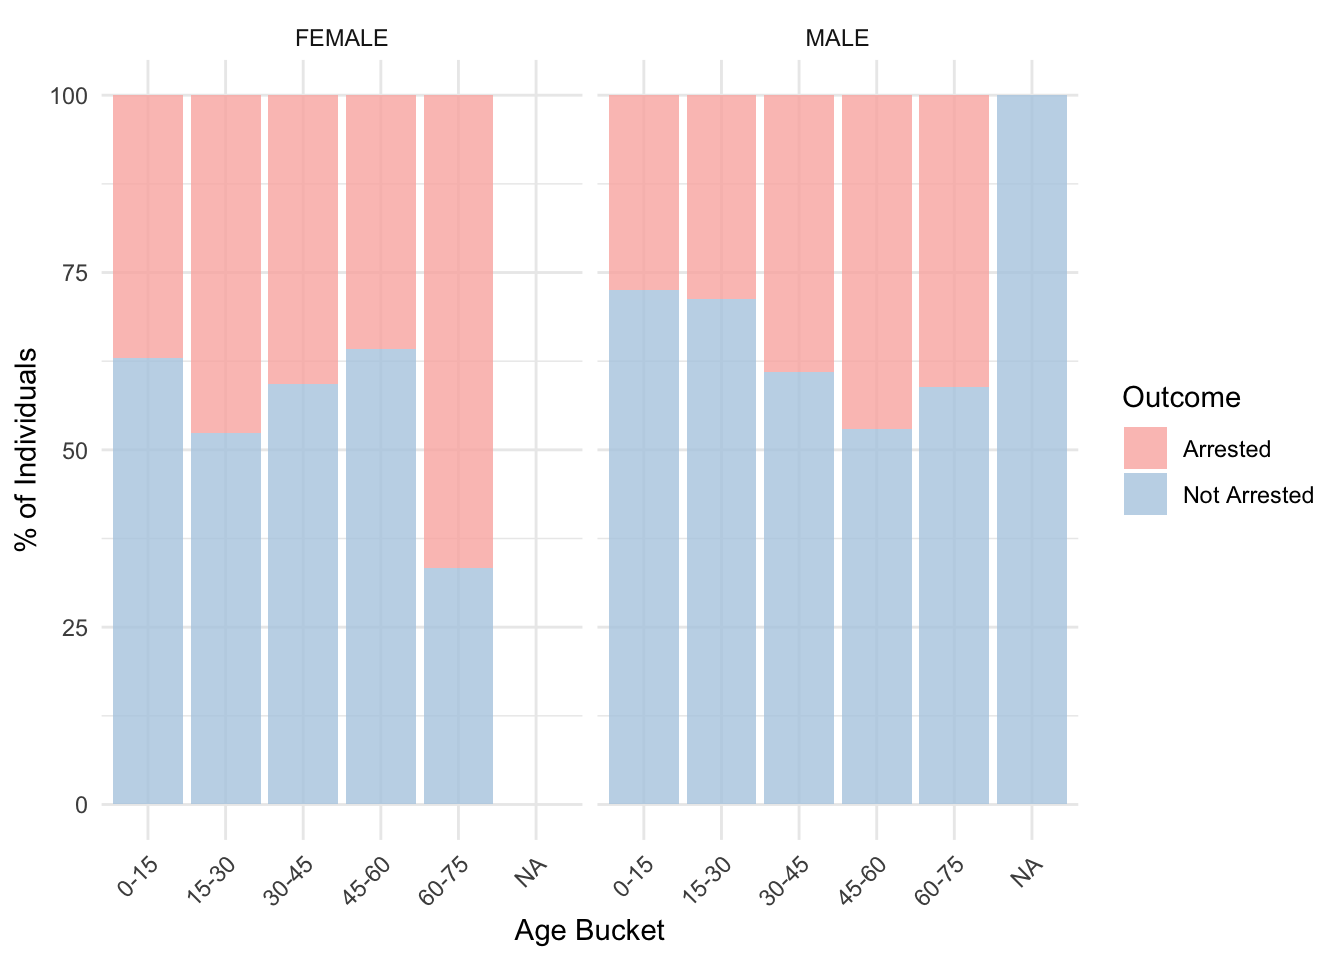 FEMALE
MALE
% of Individuals
100
75
50
25
0
0-15
15-30
30-45
45-60
60-75
NA
0-15
15-30
30-45
45-60
60-75
NA
Age Bucket
Outcome
Arrested
Not Arrested